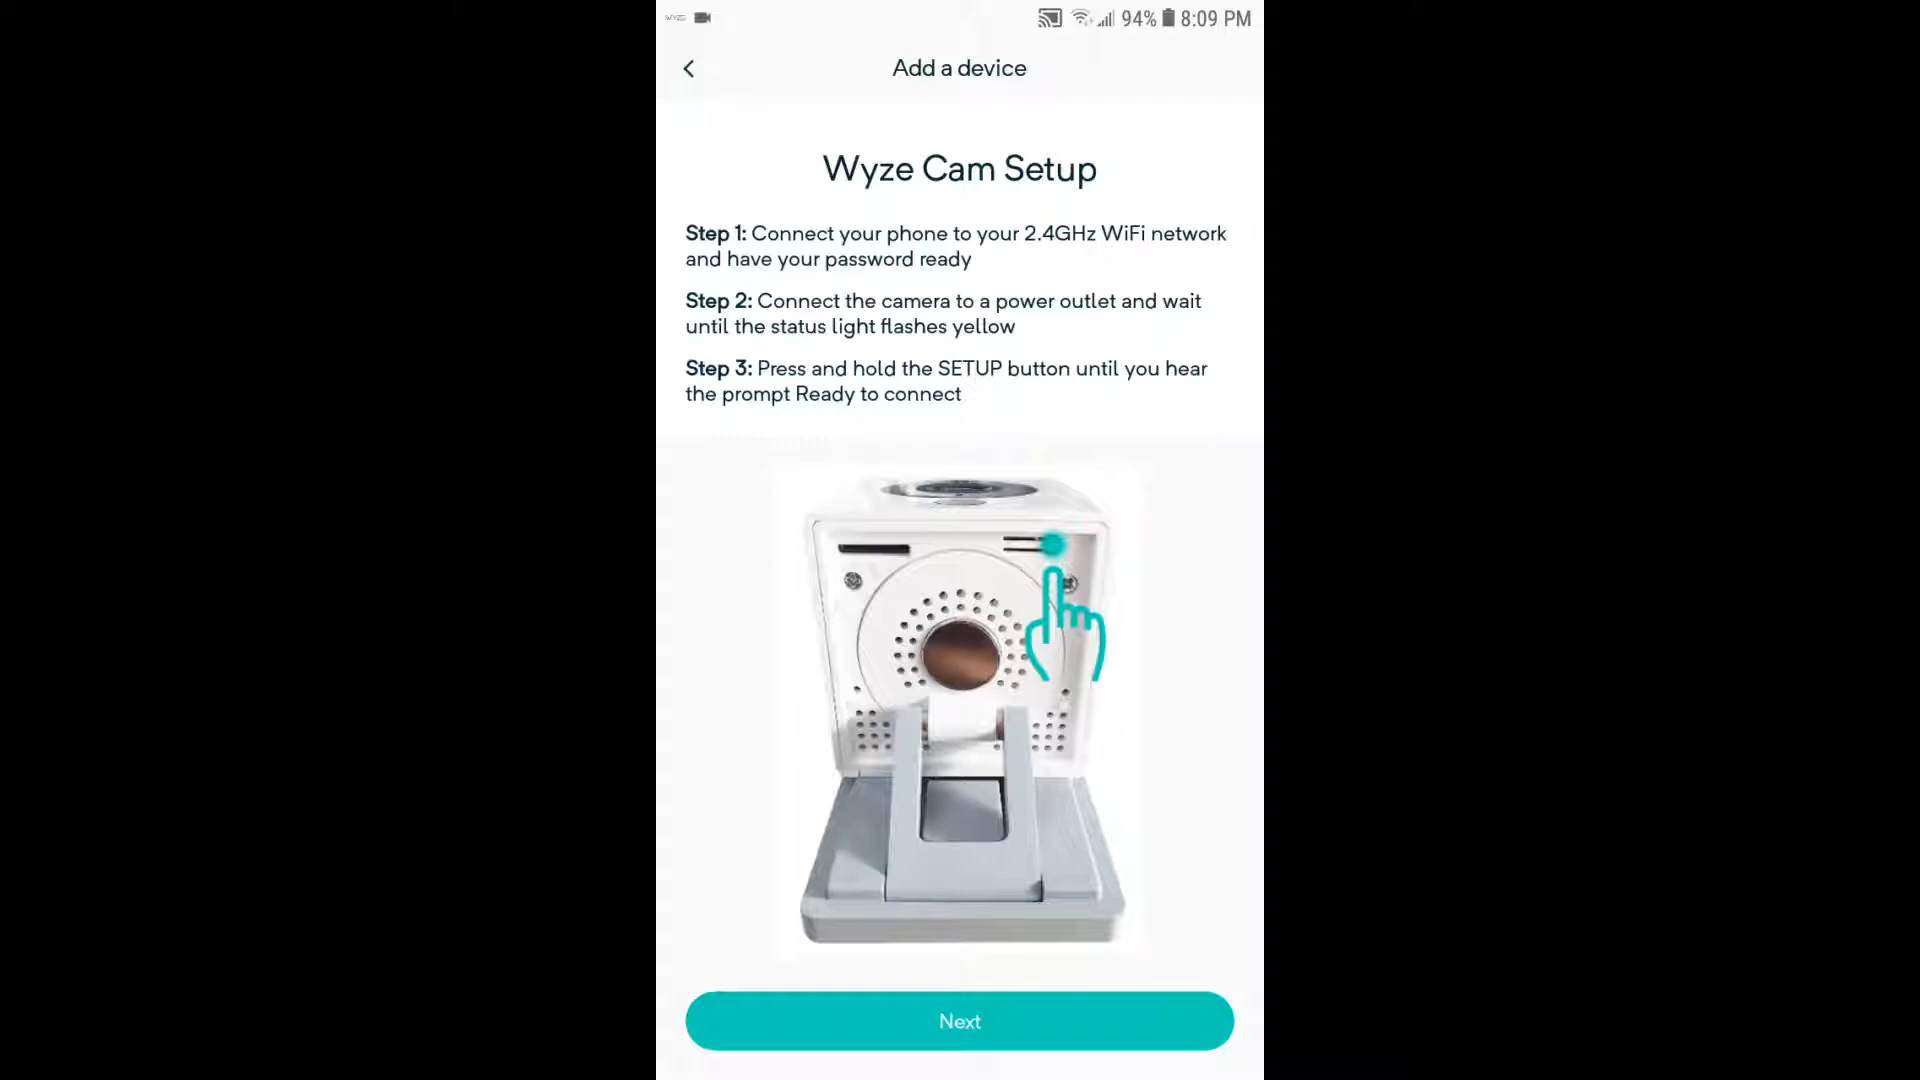 WYZE
94% 8:09 PM
Add a device
Wyze Cam Setup
Step 1: Connect your phone to your 2.4GHz WiFi network
and have your password ready
Step 2: Connect the camera to a power outlet and wait
until the status light flashes yellow
Step 3: Press and hold the SETUP button until you hear
the prompt Ready to connect
Next